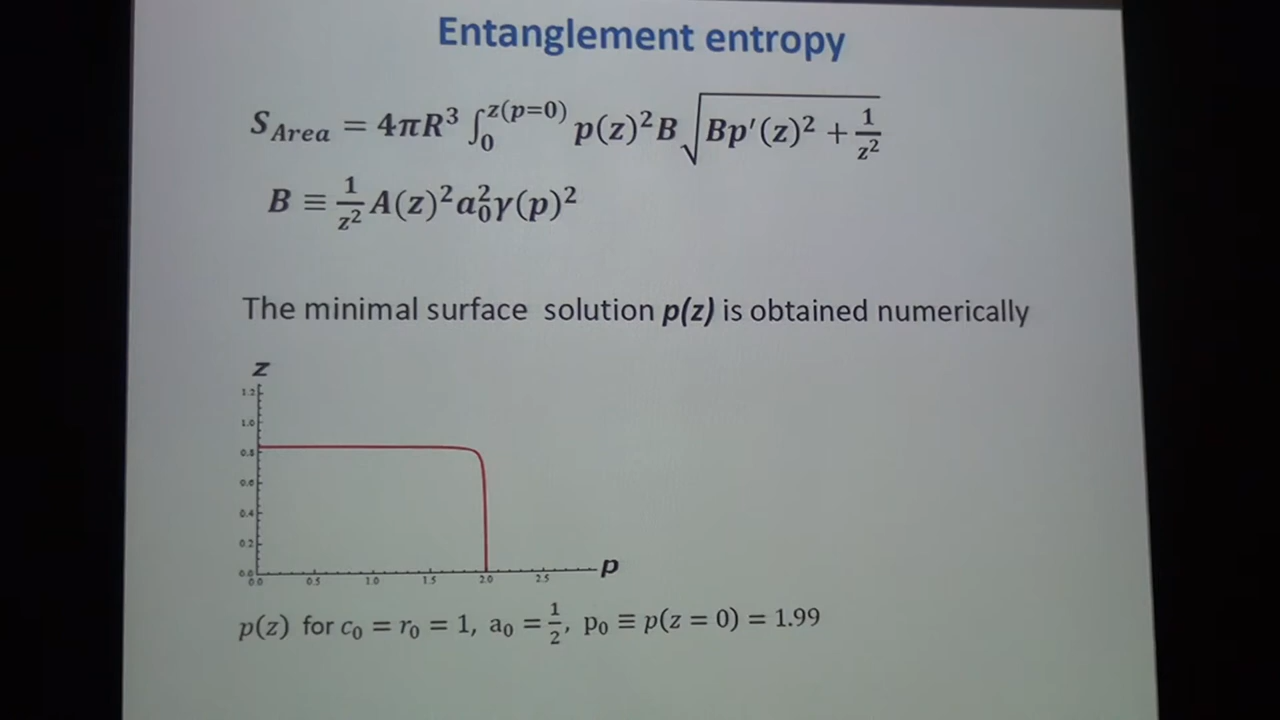 Entanglement entropy
S_Area = 4πR³ ∫₀^{z(p=0)} p(z)²B√(Bp′(z)² + 1/z²)
B ≡ 1/z² A(z)²a₀²γ(p)²
The minimal surface solution p(z) is obtained numerically
z
1.2
1.0
0.8
0.6
0.4
0.2
0.0
0.0 0.5 1.0 1.5 2.0 2.5 p
p(z) for c₀ = r₀ = 1, a₀ = 1/2, p₀ ≡ p(z = 0) = 1.99